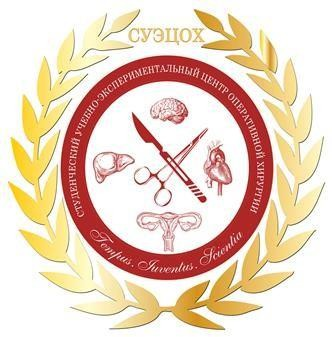 СУЭЦОХ
СТУДЕНЧЕСКИЙ УЧЕБНО-ЭКСПЕРИМЕНТАЛЬНЫЙ ЦЕНТР ОПЕРАТИВНОЙ ХИРУРГИИ
Tempus. Iuventus. Scientia